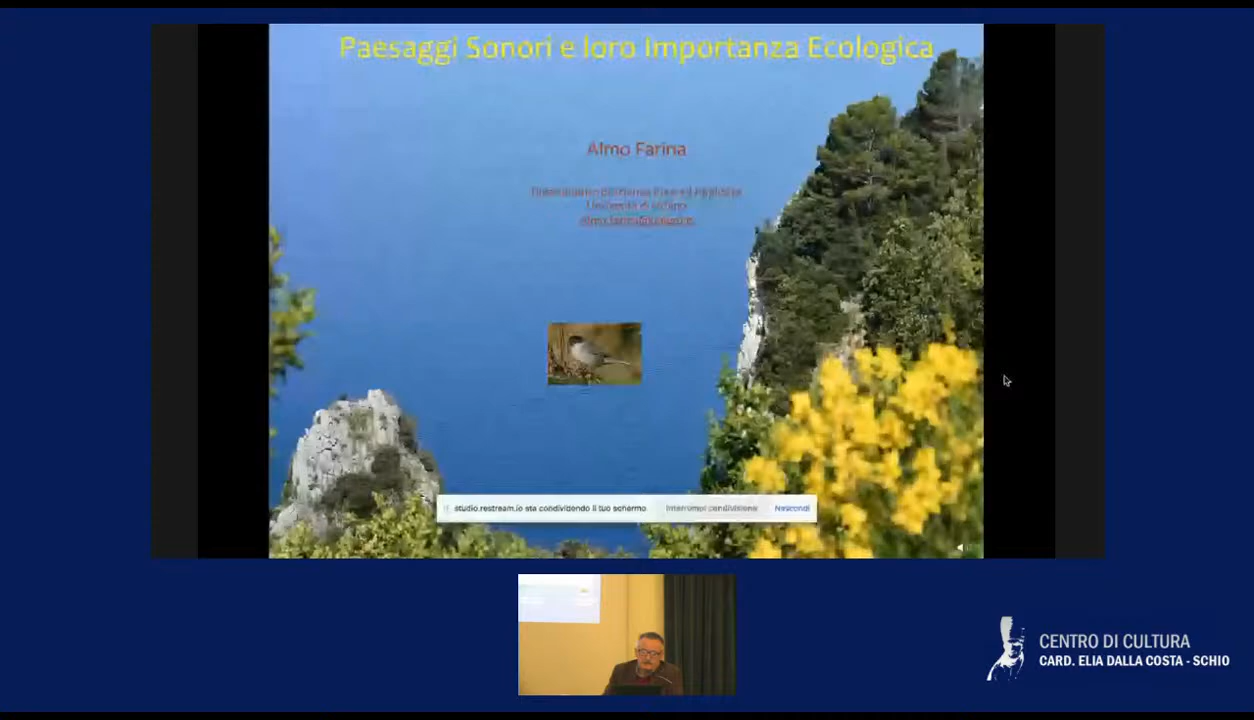 Paesaggi Sonori e loro Importanza Ecologica
Almo Farina
studio.restream.io sta condividendo il tuo schermo
Interrompi condivisione
Nascondi
CENTRO DI CULTURA
CARD. ELIA DALLA COSTA - SCHIO